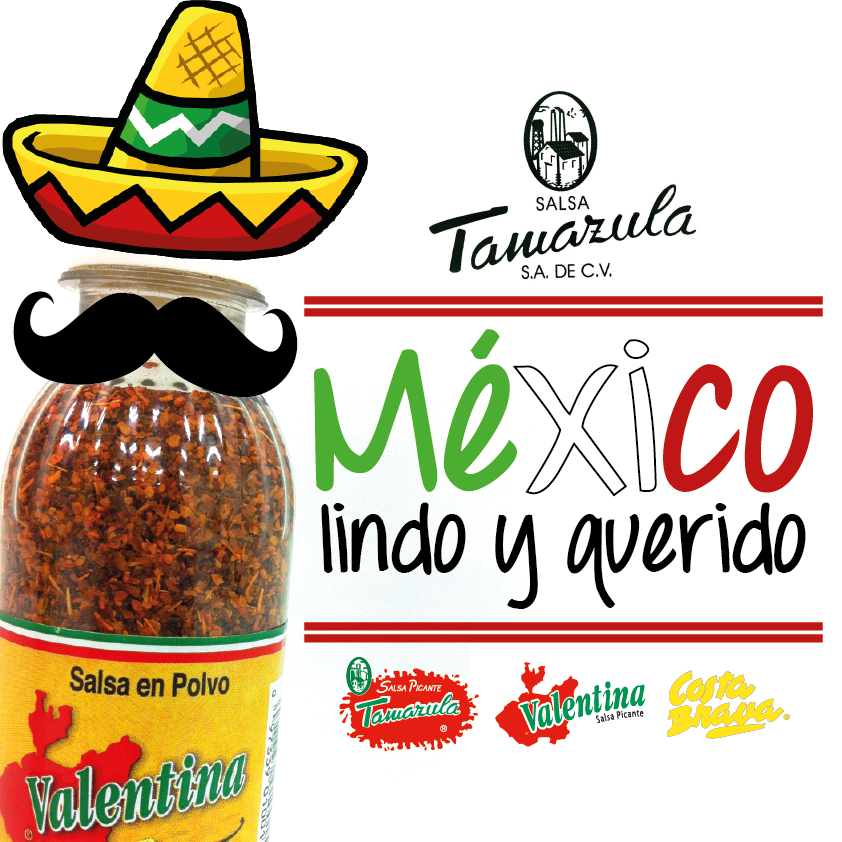 SALSA
Tamazula
S.A. DE C.V.
México
lindo y querido
Salsa en Polvo
Valentina
®
SALSA PICANTE
Tamazula
®
Valentina
Salsa Picante
Costa
Brava.